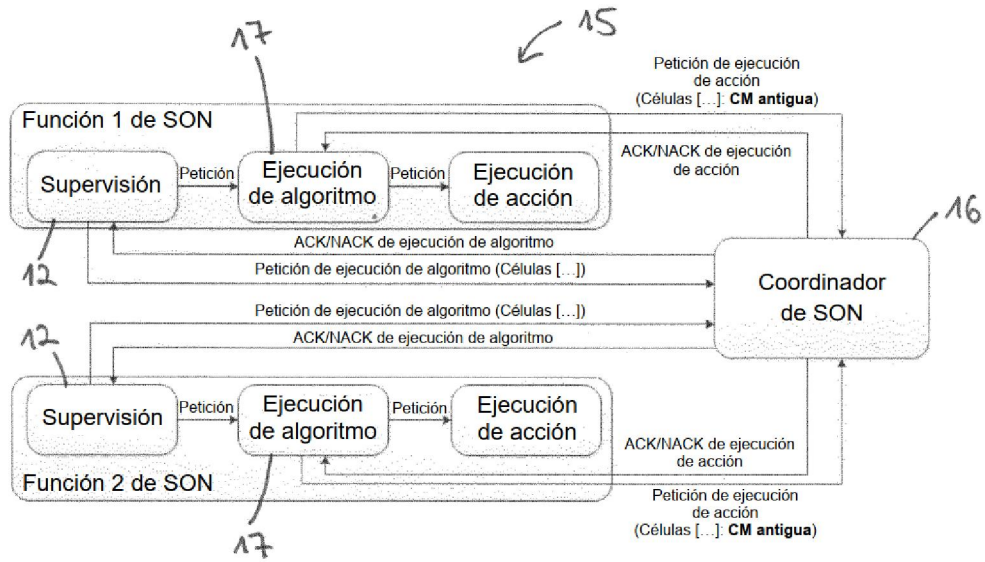 17
15
Petición de ejecución
de acción
(Células […]: CM antigua)
Función 1 de SON
ACK/NACK de ejecución
de acción
Supervisión
Petición
Ejecución
de algoritmo
Petición
Ejecución
de acción
16
12
ACK/NACK de ejecución de algoritmo
Petición de ejecución de algoritmo (Células […])
Coordinador
de SON
12
Petición de ejecución de algoritmo (Células […])
ACK/NACK de ejecución de algoritmo
Supervisión
Petición
Ejecución
de algoritmo
Petición
Ejecución
de acción
ACK/NACK de ejecución
de acción
Función 2 de SON
Petición de ejecución
de acción
(Células […]: CM antigua)
17